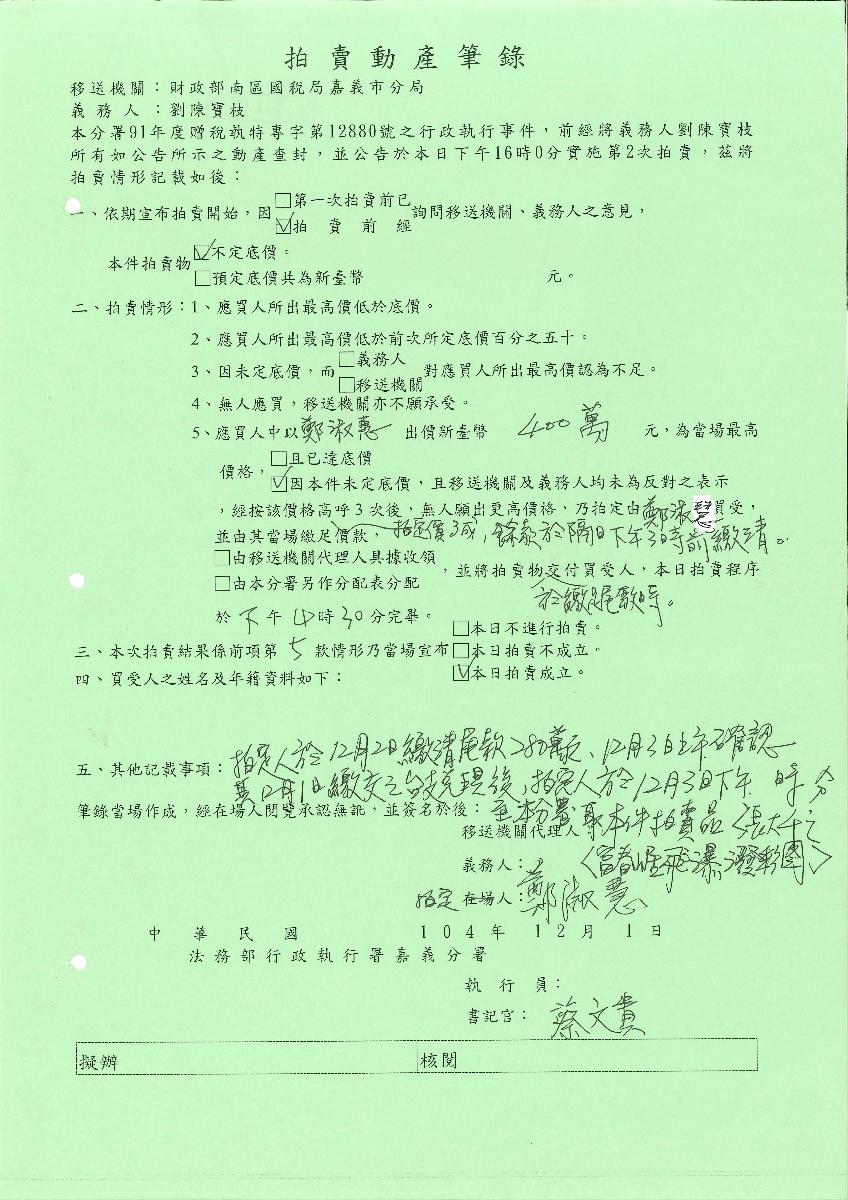 拍賣動產筆錄
移送機關：財政部南區國稅局嘉義市分局
義務人：劉陳寶枝
本分署91年度贈稅執特專字第12880號之行政執行事件，前經將義務人劉陳寶枝
所有如公告所示之動產查封，並公告於本日下午16時0分實施第2次拍賣，茲將
拍賣情形記載如後：
一、依期宣布拍賣開始，因□第一次拍賣前已
☑拍賣前經詢問移送機關、義務人之意見，
本件拍賣物☑不定底價。
□預定底價共為新臺幣 元。
二、拍賣情形：1、應買人所出最高價低於底價。
2、應買人所出最高價低於前次所定底價百分之五十。
3、因未定底價，而□義務人
□移送機關 對應買人所出最高價認為不足。
4、無人應買，移送機關亦不願承受。
5、應買人中以鄭淑惠 出價新臺幣 400萬 元，為當場最高
價格，□且已達底價
☑因本件未定底價，且移送機關及義務人均未為反對之表示
，經按該價格高呼3次後，無人願出更高價格，乃拍定由鄭淑買受，
並由其當場繳足價款，拍定價3成，餘款於隔日下午3時前繳清。
□由移送機關代理人具據收領
□由本分署另作分配表分配 ，並將拍賣物交付買受人，本日拍賣程序
於繳尾款時。
於 下 午 4 時 30 分完畢。
□本日不進行拍賣。
三、本次拍賣結果係前項第 5 款情形乃當場宣布□本日拍賣不成立。
☑本日拍賣成立。
四、買受人之姓名及年籍資料如下：
拍定人於12月2日繳清尾款280萬元、12月3日上午確認
五、其他記載事項：
其12月1日繳交之台支兌現後，拍定人於12月3日下午 時 分
筆錄當場作成，經在場人閱覽承認無訛，並簽名於後：至本分署取本件拍賣品〈張大千之
移送機關代理人：
〈富春 飛瀑潑彩圖〉
義務人：
拍定 在場人：鄭淑慧
中華民國 104年12月1日
法務部行政執行署嘉義分署
執行員：
書記官：蔡文貴
擬辦 核閱